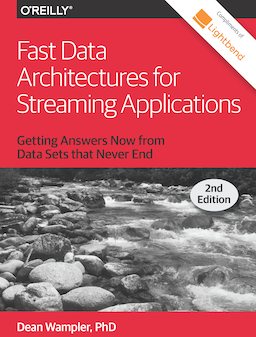 O'REILLY®
Compliments of
Lightbend
Fast Data
Architectures for
Streaming Applications
Getting Answers Now from
Data Sets that Never End
2nd
Edition
Dean Wampler, PhD